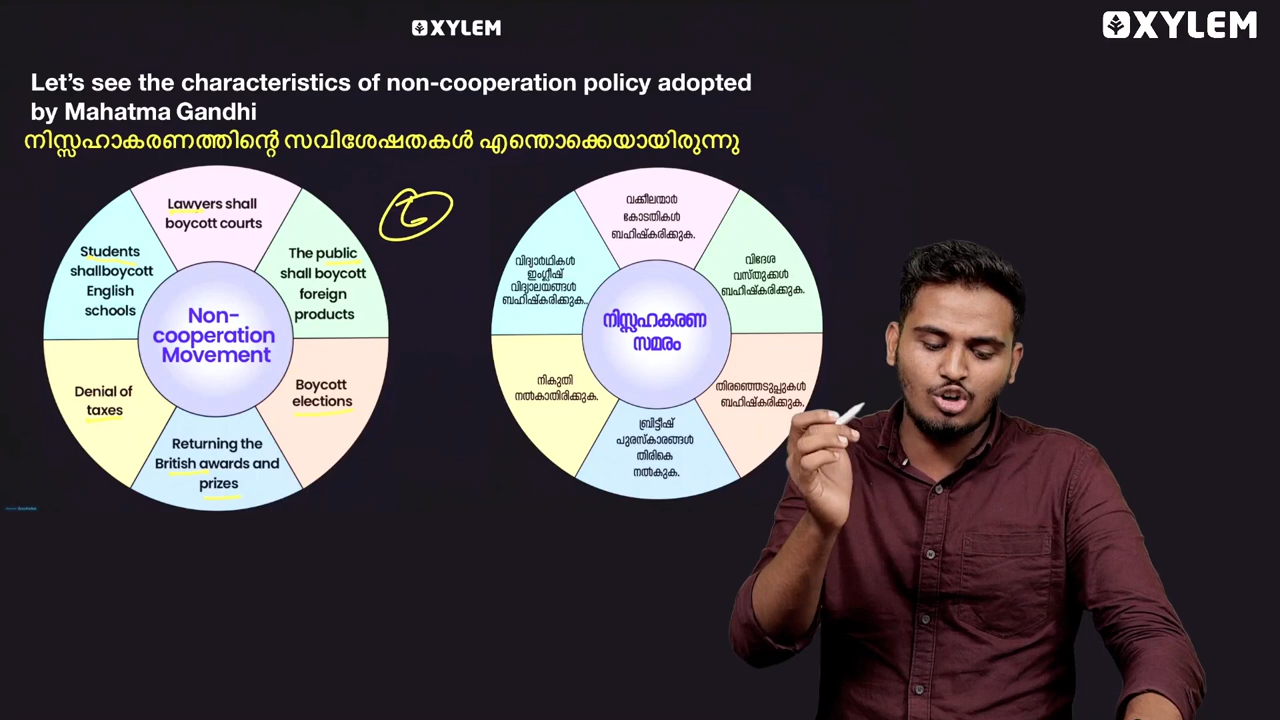 XYLEM
XYLEM
Let's see the characteristics of non-cooperation policy adopted
by Mahatma Gandhi
നിസ്സഹാകരണത്തിന്റെ സവിശേഷതകൾ എന്തൊക്കെയായിരുന്നു
Lawyers shall
boycott courts
The public
shall boycott
foreign
products
Boycott
elections
Returning the
British awards and
prizes
Denial of
taxes
Students
shallboycott
English
schools
Non-
cooperation
Movement
6
വക്കീലന്മാർ
കോടതികൾ
ബഹിഷ്കരിക്കുക.
വിദേശ
വസ്തുക്കൾ
ബഹിഷ്കരിക്കുക.
തിരഞ്ഞെടുപ്പുകൾ
ബഹിഷ്കരിക്കുക.
ബ്രിട്ടീഷ്
പുരസ്കാരങ്ങൾ
തിരികെ
നൽകുക.
നികുതി
നൽകാതിരിക്കുക.
വിദ്യാർഥികൾ
ഇംഗ്ലീഷ്
വിദ്യാലയങ്ങൾ
ബഹിഷ്കരിക്കുക..
നിസ്സഹകരണ
സമരം